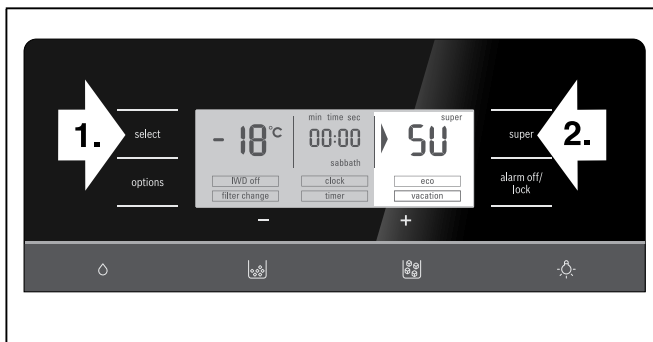 1.
select
options
min time sec
super
- 18 °C
00:00
SU
sabbath
IWD off
clock
eco
filter change
timer
vacation
super
2.
alarm off/
lock
–
+